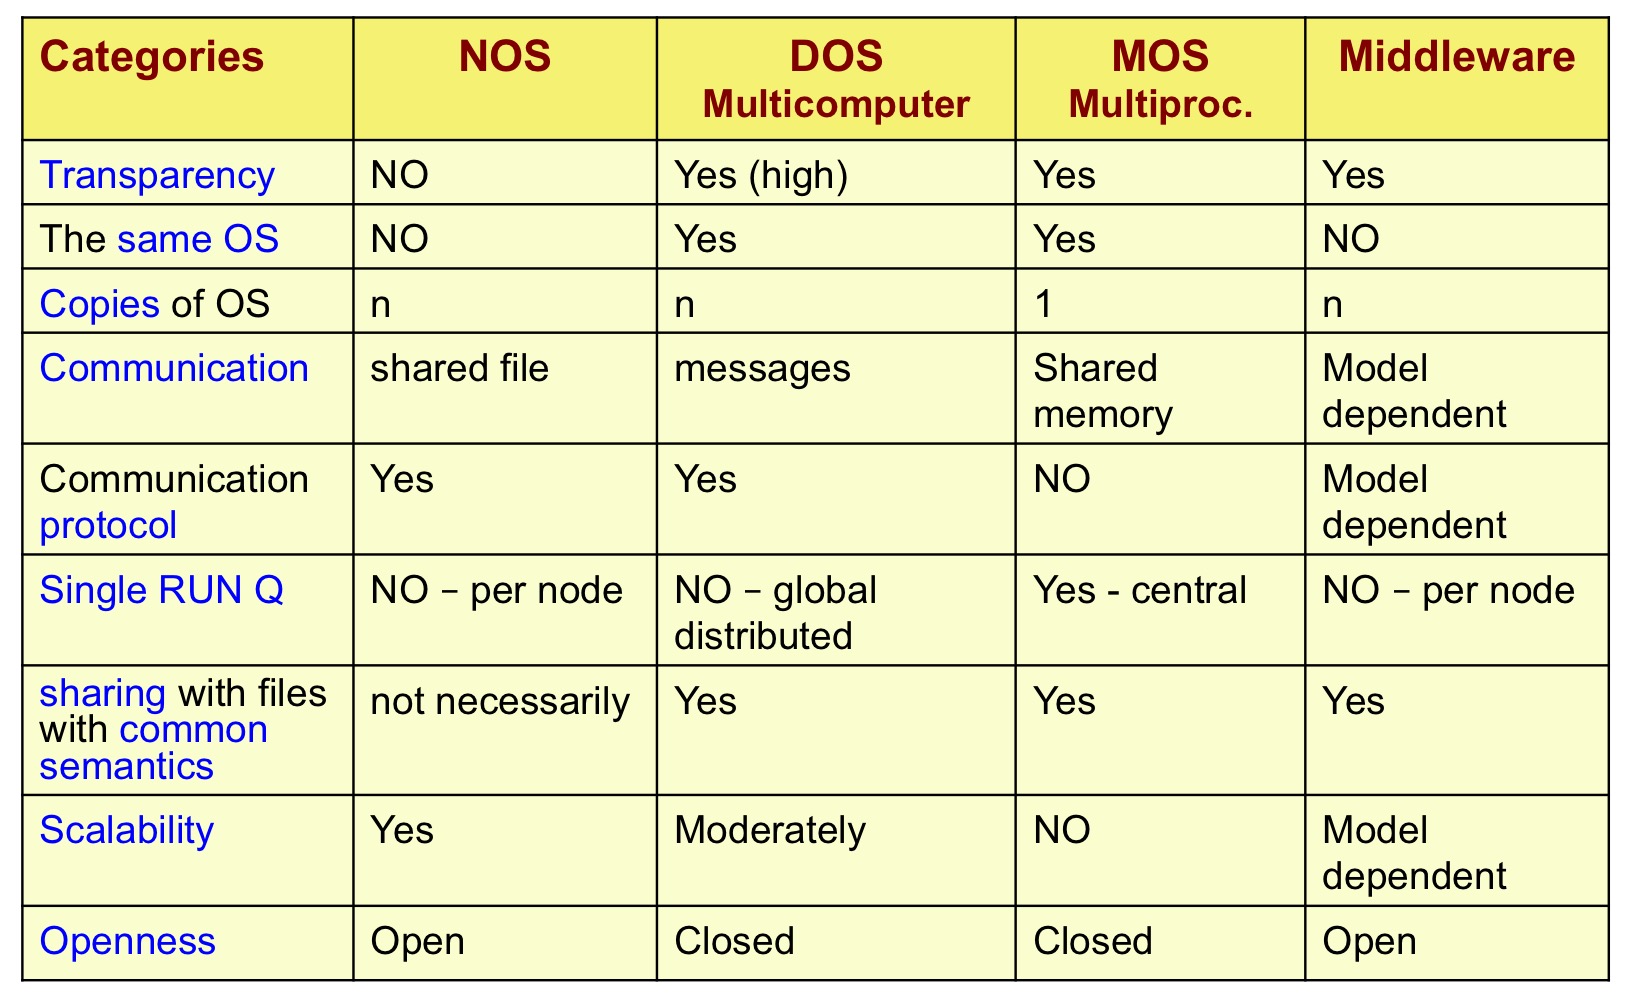 Categories NOS DOS MOS Middleware
Multicomputer Multiproc.
Transparency NO Yes (high) Yes Yes
The same OS NO Yes Yes NO
Copies of OS n n 1 n
Communication shared file messages Shared Model
memory dependent
Communication Yes Yes NO Model
protocol dependent
Single RUN Q NO – per node NO – global Yes - central NO – per node
distributed
sharing with files not necessarily Yes Yes Yes
with common
semantics
Scalability Yes Moderately NO Model
dependent
Openness Open Closed Closed Open